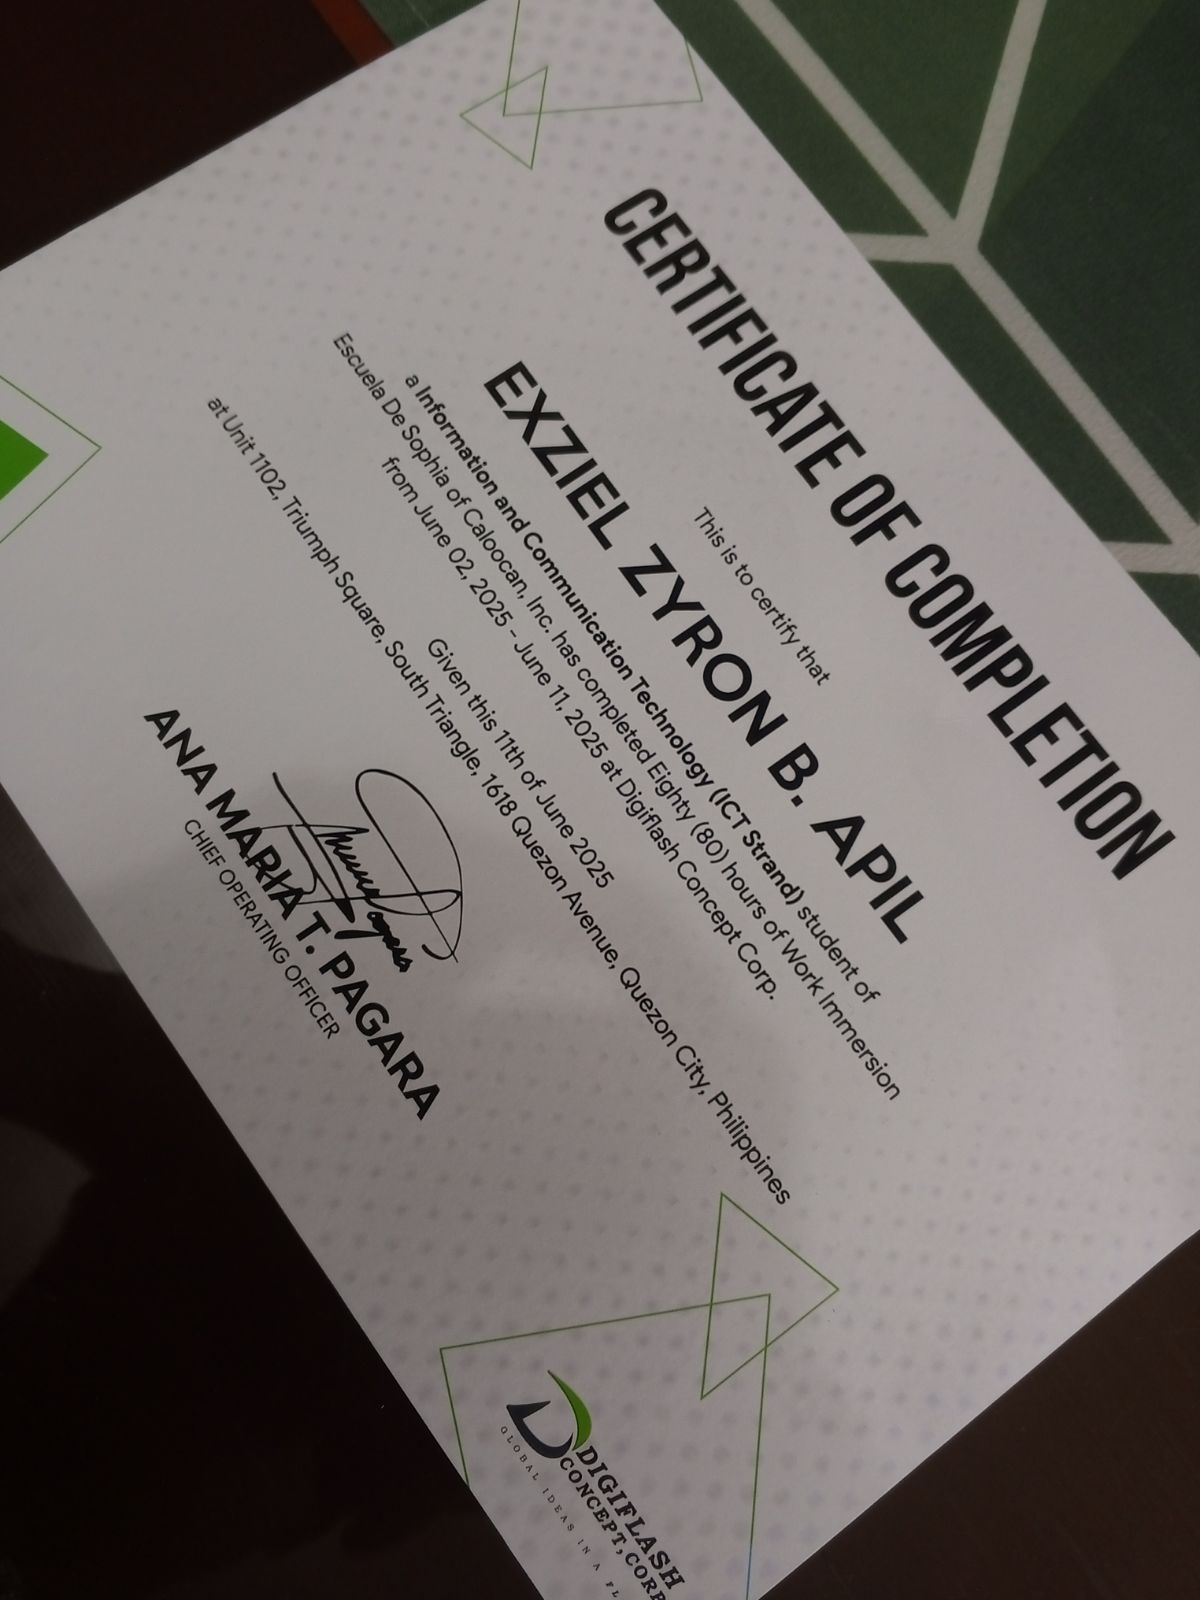 CERTIFICATE OF COMPLETION
This is to certify that
EXZIEL ZYRON B. APIL
a Information and Communication Technology (ICT Strand) student of
Escuela De Sophia of Caloocan, Inc. has completed Eighty (80) hours of Work Immersion
from June 02, 2025 - June 11, 2025 at Digiflash Concept Corp.
Given this 11th of June 2025
at Unit 1102, Triumph Square, South Triangle, 1618 Quezon Avenue, Quezon City, Philippines
ANA MARIA T. PAGARA
CHIEF OPERATING OFFICER
DIGIFLASH
CONCEPT, CORP
GLOBAL IDEAS IN A